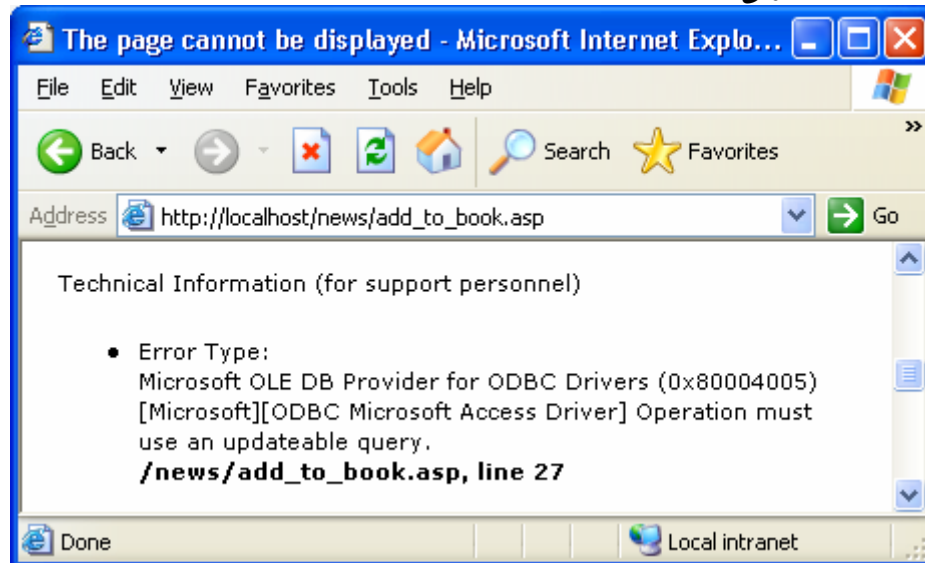 The page cannot be displayed - Microsoft Internet Explo...
File Edit View Favorites Tools Help
Back Search Favorites »
Address http://localhost/news/add_to_book.asp Go
Technical Information (for support personnel)
• Error Type:
Microsoft OLE DB Provider for ODBC Drivers (0x80004005)
[Microsoft][ODBC Microsoft Access Driver] Operation must
use an updateable query.
/news/add_to_book.asp, line 27
Done Local intranet